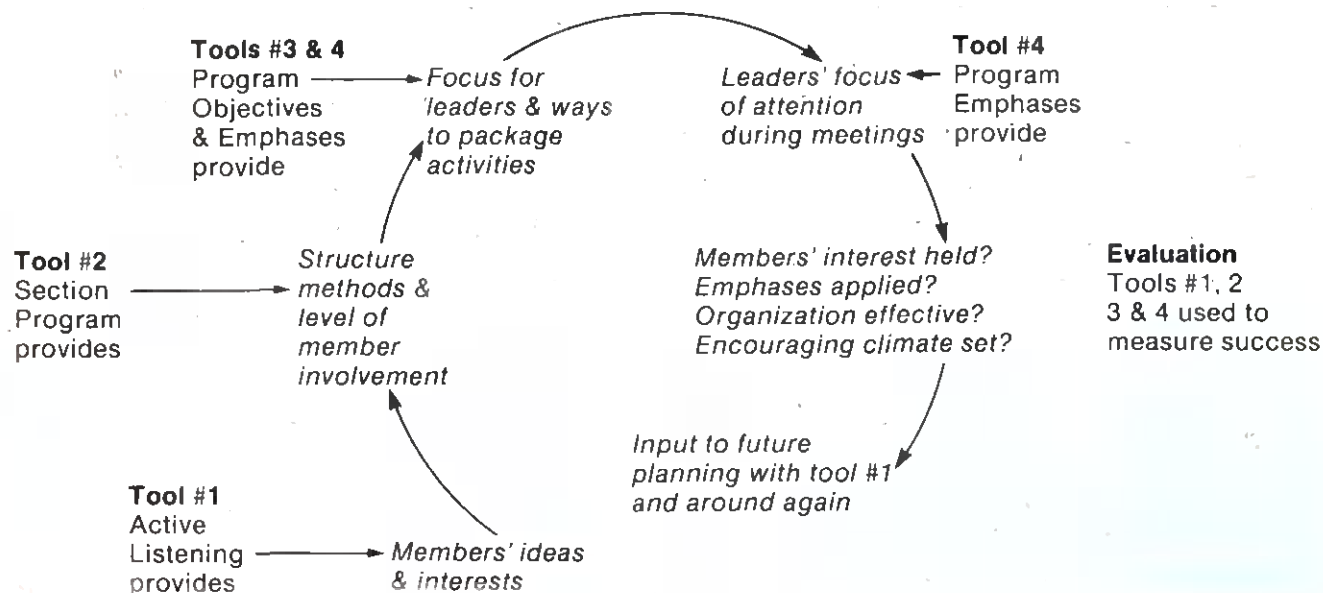 Tools #3 & 4
Program
Objectives
& Emphases
provide
Focus for
leaders & ways
to package
activities
Leaders' focus
of attention
during meetings
Tool #4
Program
Emphases
provide
Tool #2
Section
Program
provides
Structure
methods &
level of
member
involvement
Members' interest held?
Emphases applied?
Organization effective?
Encouraging climate set?
Evaluation
Tools #1, 2
3 & 4 used to
measure success
Input to future
planning with tool #1
and around again
Tool #1
Active
Listening
provides
Members' ideas
& interests